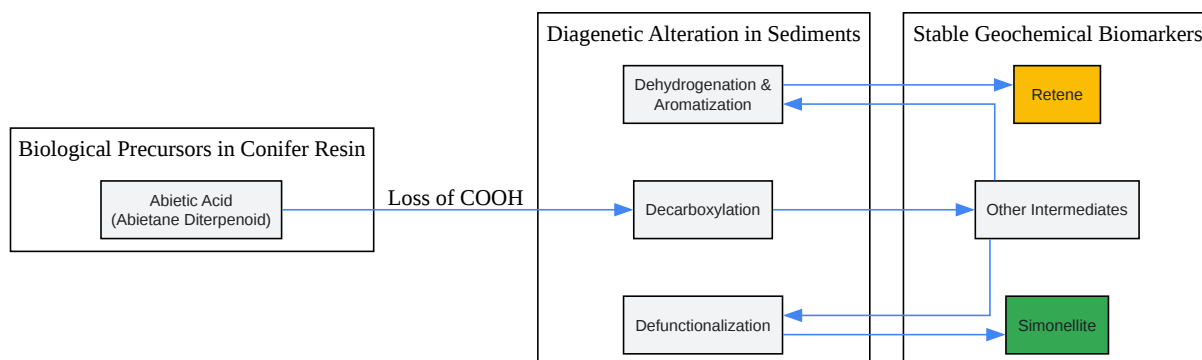 Biological Precursors in Conifer Resin
Abietic Acid
(Abietane Diterpenoid)
Loss of COOH
Diagenetic Alteration in Sediments
Dehydrogenation &
Aromatization
Decarboxylation
Defunctionalization
Stable Geochemical Biomarkers
Retene
Other Intermediates
Simonellite